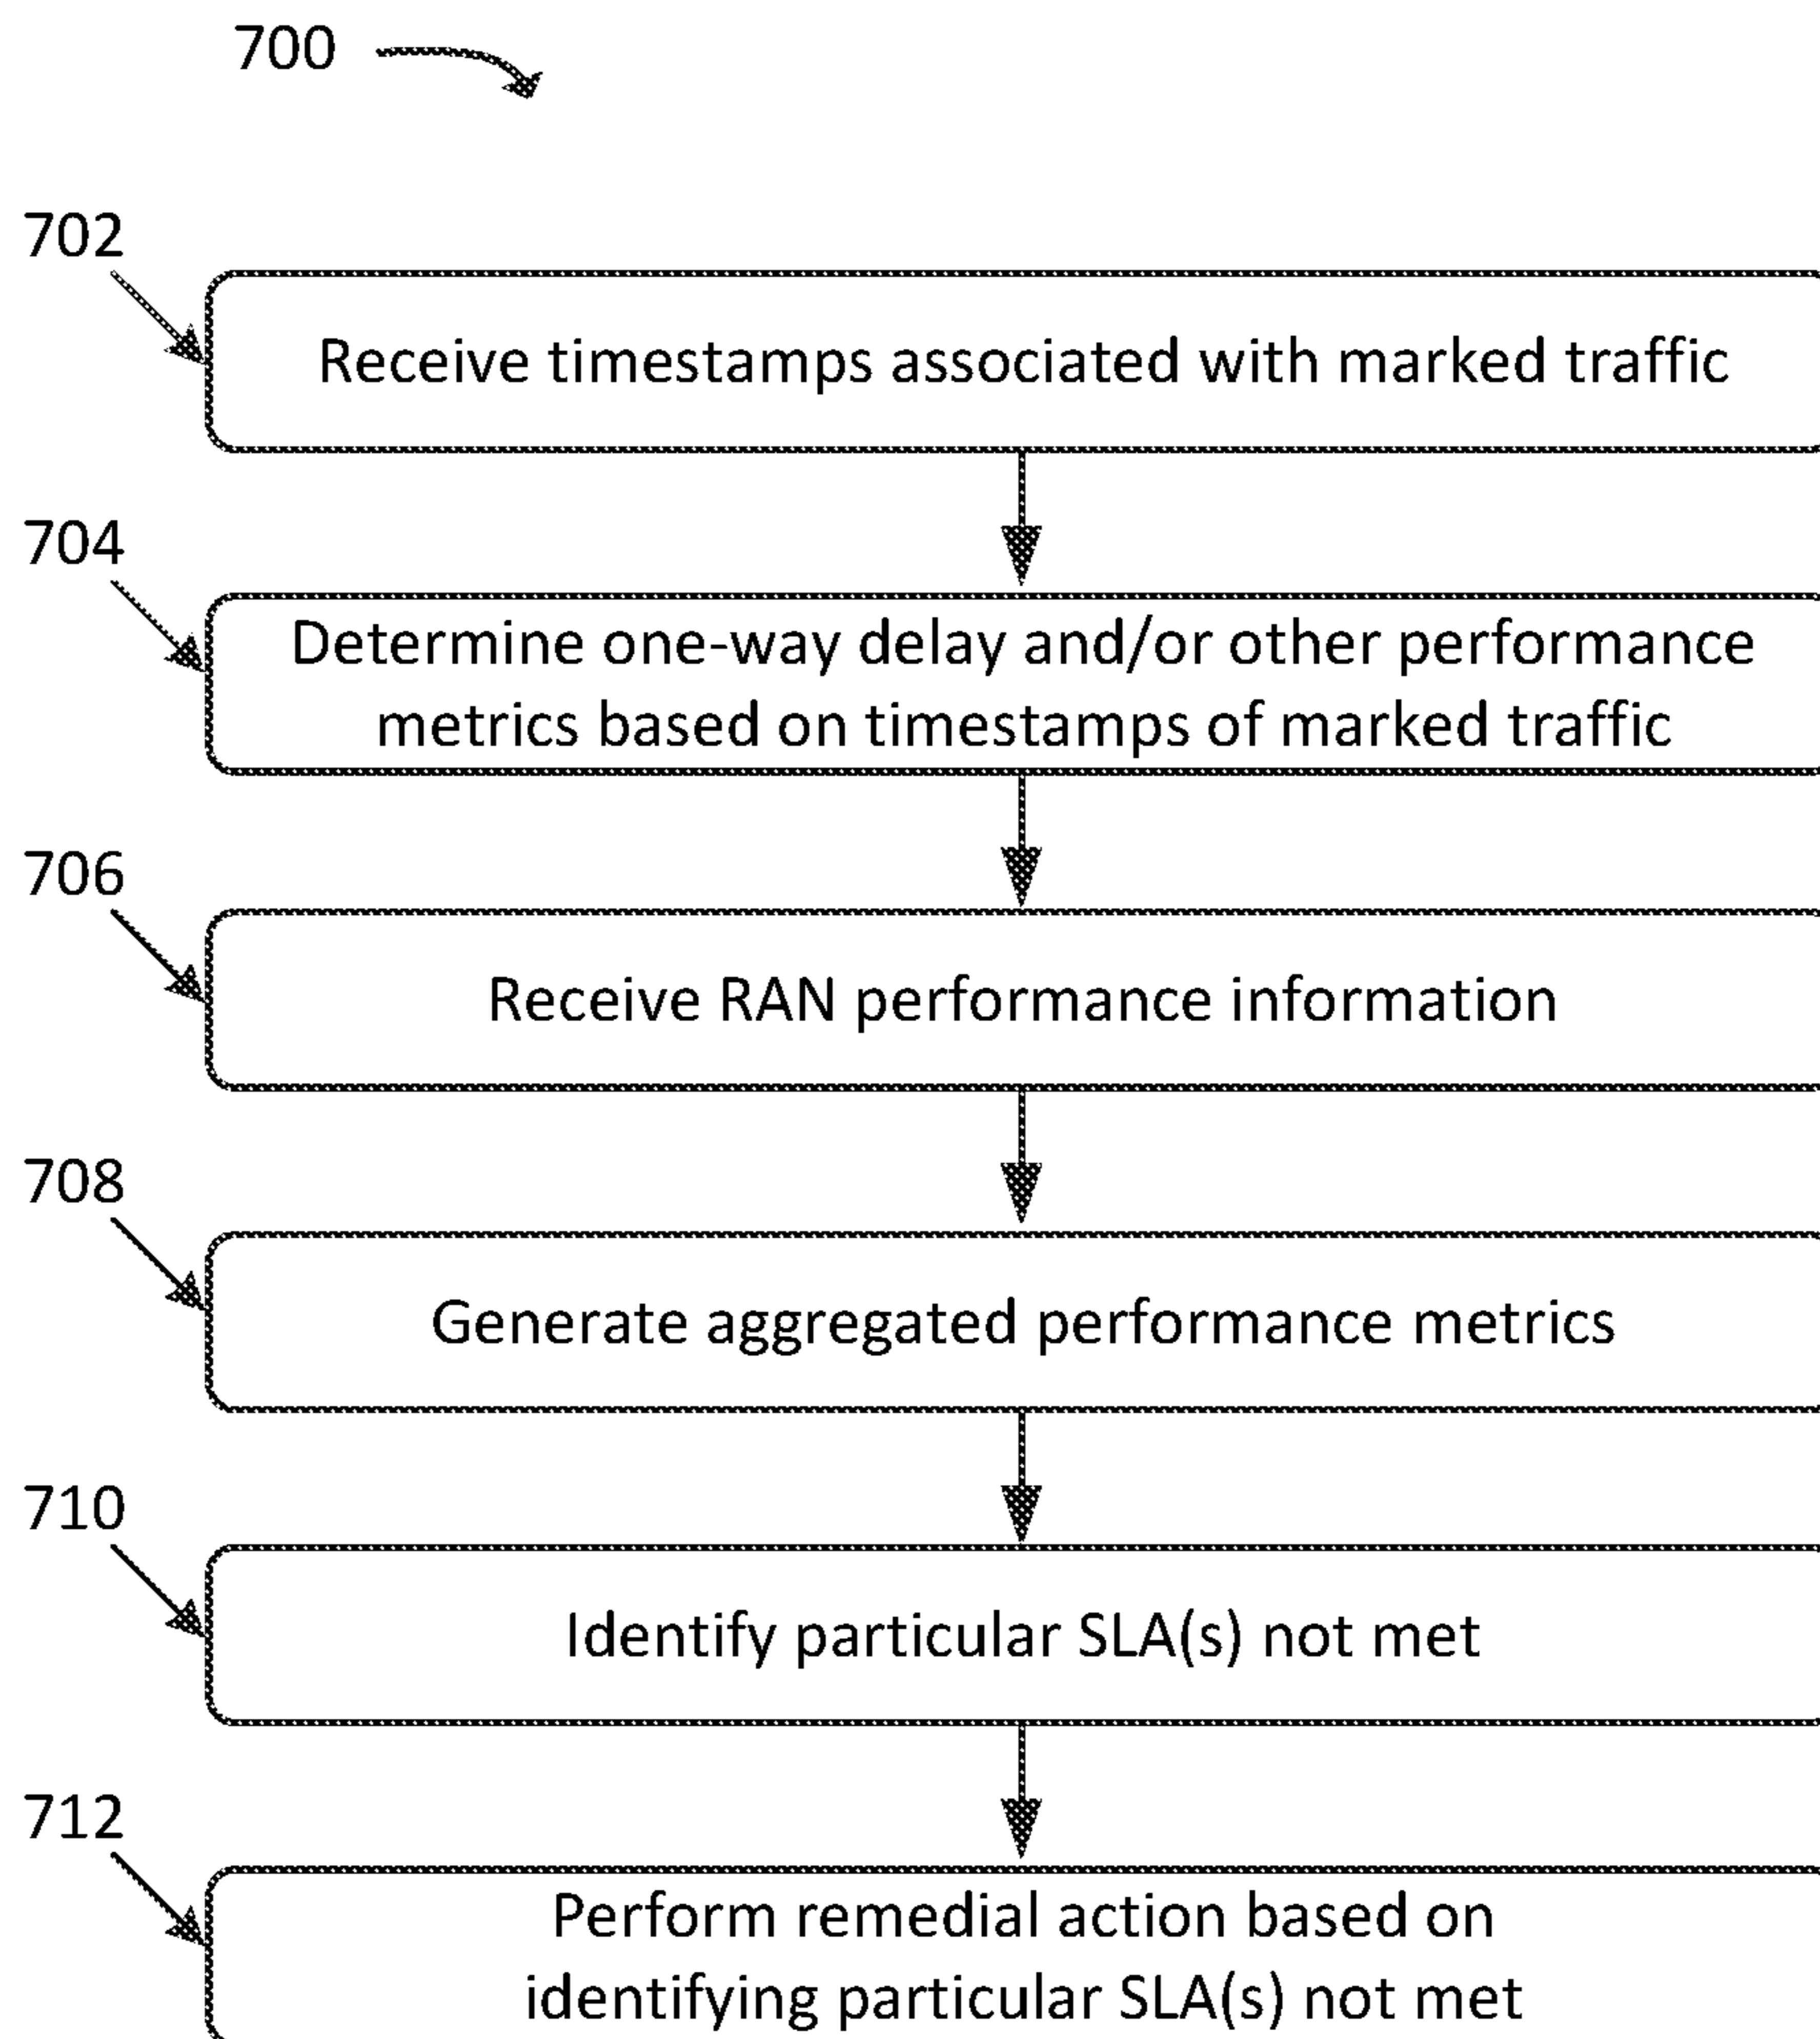 700
702
Receive timestamps associated with marked traffic
704
Determine one-way delay and/or other performance
metrics based on timestamps of marked traffic
706
Receive RAN performance information
708
Generate aggregated performance metrics
710
Identify particular SLA(s) not met
712
Perform remedial action based on
identifying particular SLA(s) not met